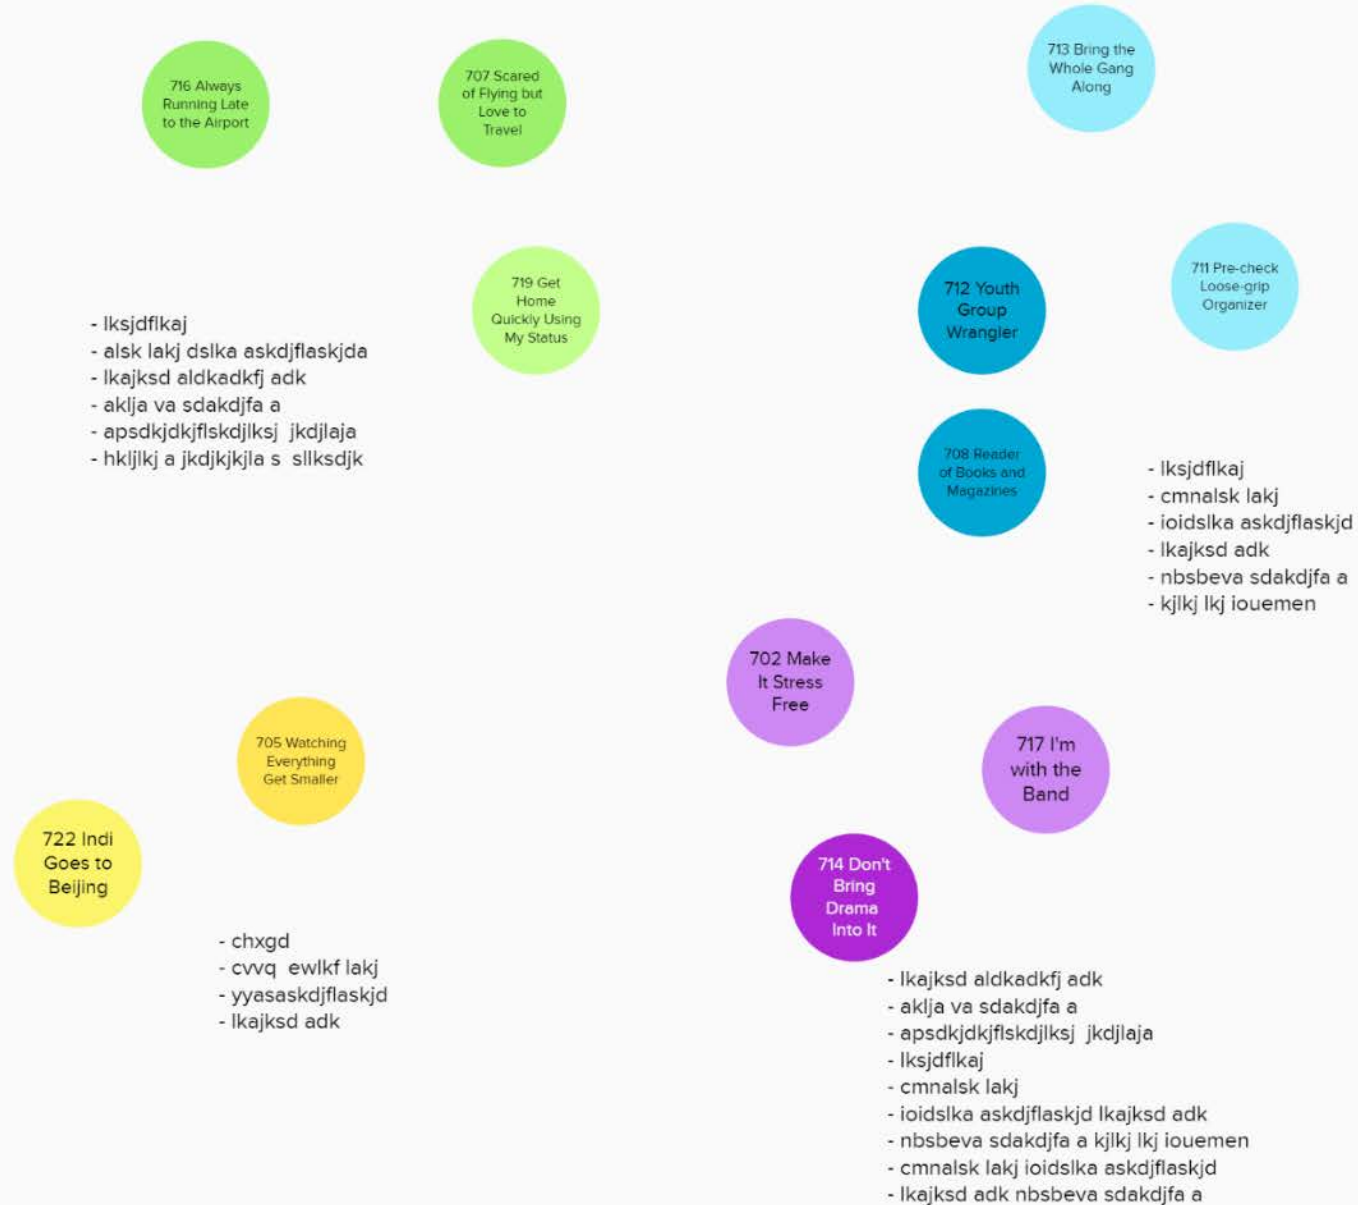 716 Always
Running Late
to the Airport
707 Scared
of Flying but
Love to
Travel
713 Bring the
Whole Gang
Along
719 Get
Home
Quickly Using
My Status
712 Youth
Group
Wrangler
711 Pre-check
Loose-grip
Organizer
- lksjdflkaj
- alsk lakj dslka askdjflaskjda
- lkajksd aldkadkfj adk
- aklja va sdakdjfa a
- apsdkjdkjflskdjlksj  jkdjlaja
- hkljlkj a jkdjkjkjla s  sllksdjk
708 Reader
of Books and
Magazines
- lksjdflkaj
- cmnalsk lakj
- ioidslka askdjflaskjd
- lkajksd adk
- nbsbeva sdakdjfa a
- kjlkj lkj iouemen
702 Make
It Stress
Free
705 Watching
Everything
Get Smaller
717 I'm
with the
Band
722 Indi
Goes to
Beijing
714 Don't
Bring
Drama
Into It
- chxgd
- cvvq  ewlkf lakj
- yyasaskdjflaskjd
- lkajksd adk
- lkajksd aldkadkfj adk
- aklja va sdakdjfa a
- apsdkjdkjflskdjlksj  jkdjlaja
- lksjdflkaj
- cmnalsk lakj
- ioidslka askdjflaskjd lkajksd adk
- nbsbeva sdakdjfa a kjlkj lkj iouemen
- cmnalsk lakj ioidslka askdjflaskjd
- lkajksd adk nbsbeva sdakdjfa a